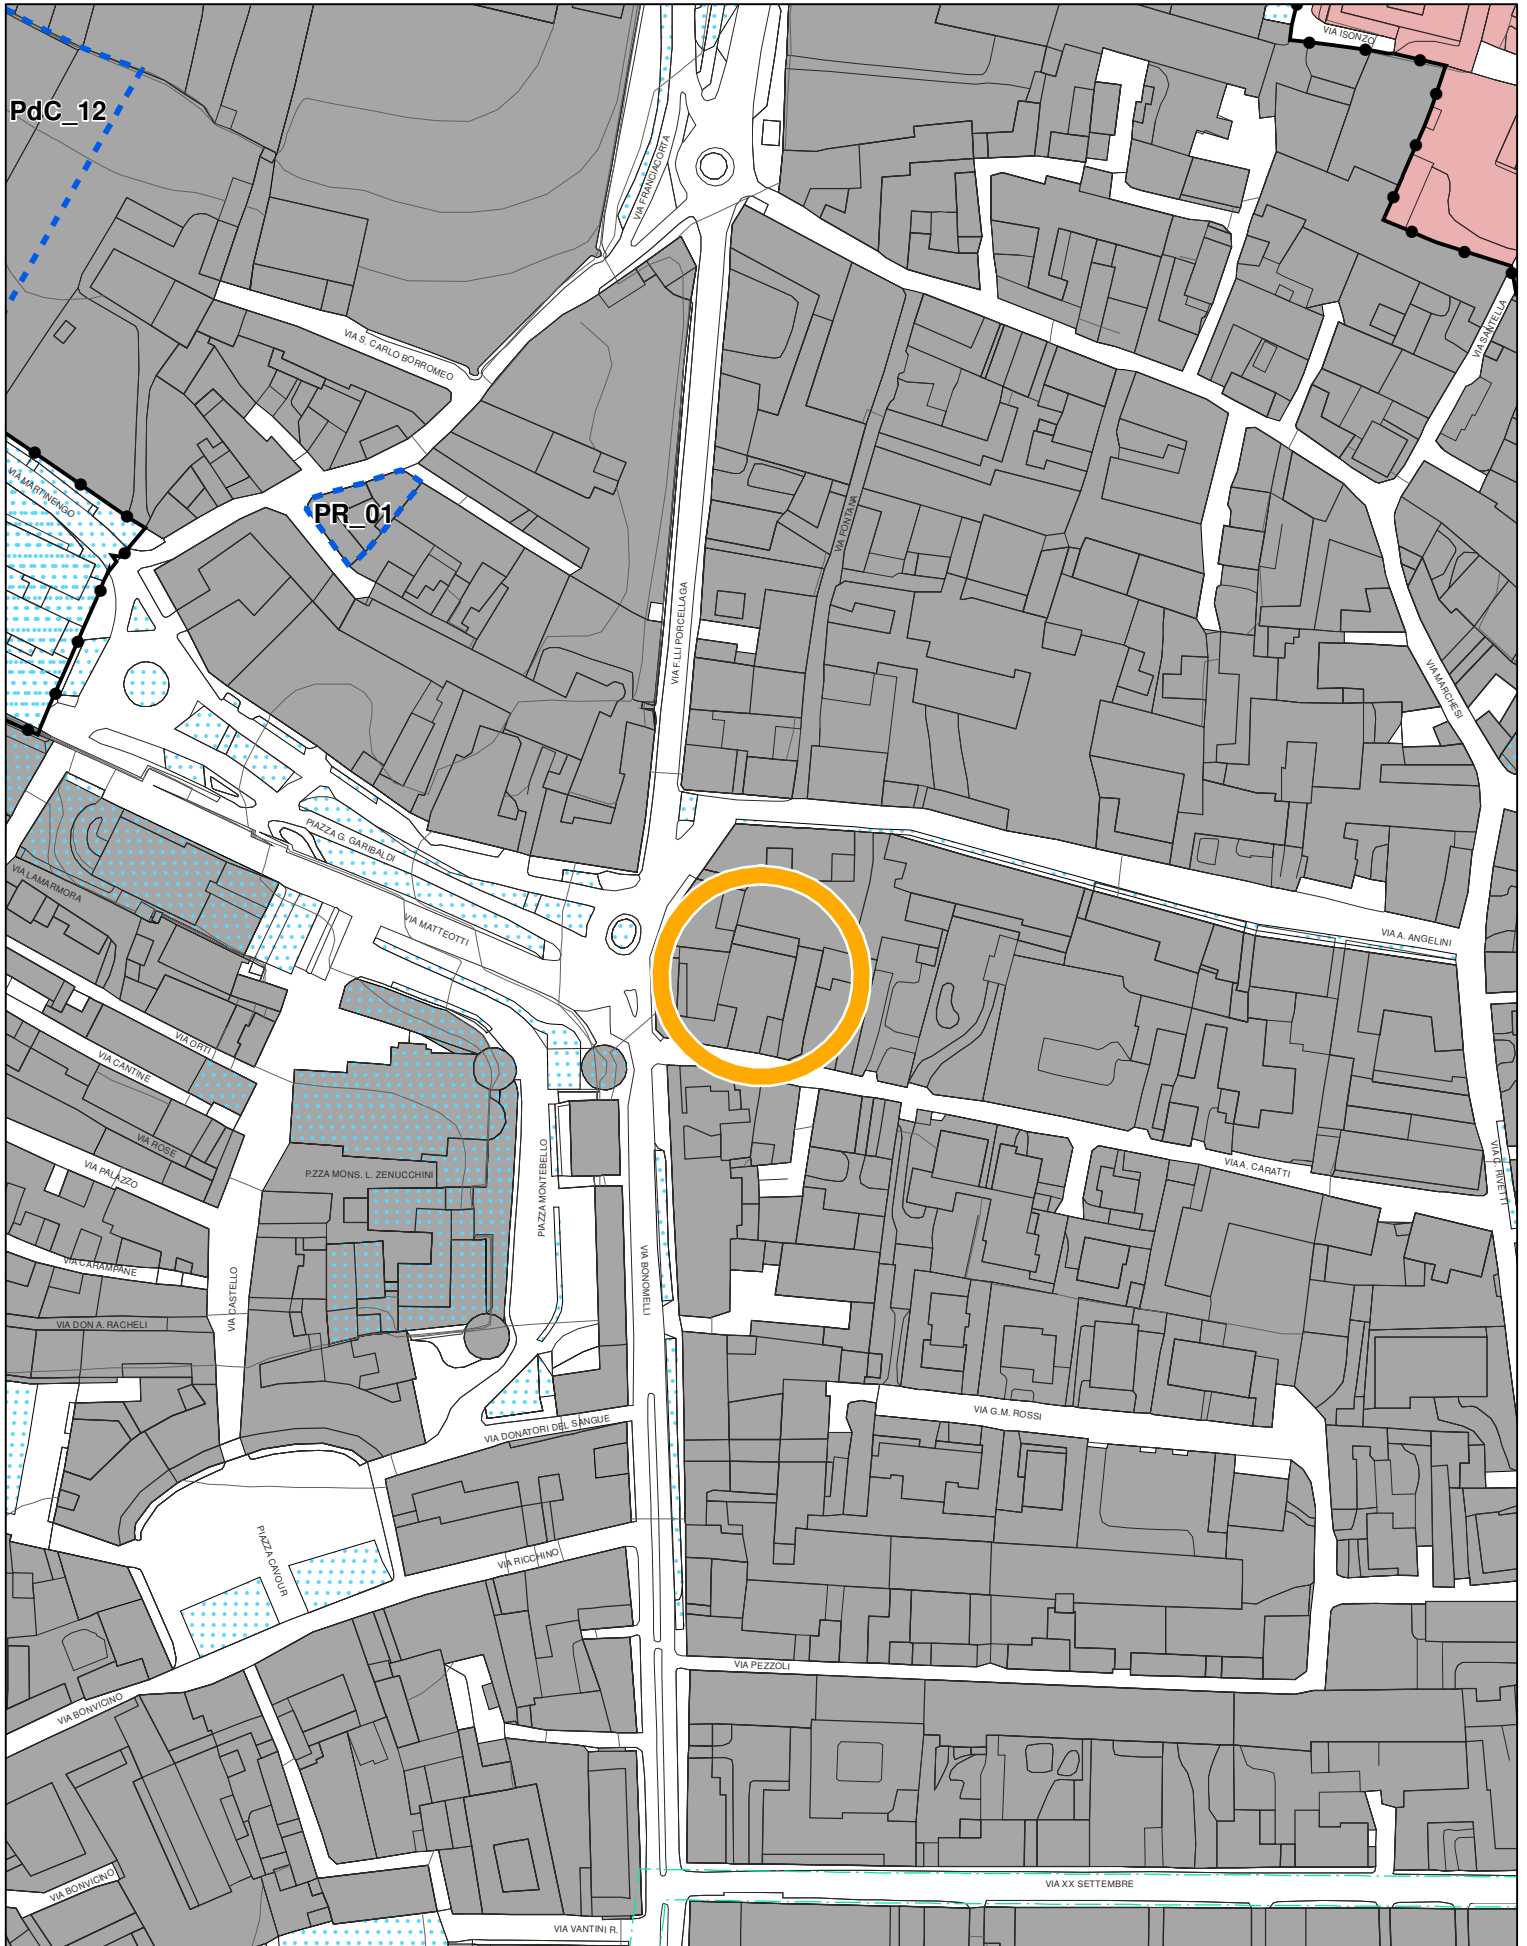 VIA ISONZO
PdC_12
VIA FRANCIACORTA
VIA SANTELLA
VIA S. CARLO BORROMEO
VIA MARTINENGO
PR_01
VIA FONTANA
VIA F.LLI PORCELLAGA
VIA MARCHESI
PIAZZA G. GARIBALDI
VIA LAMARMORA
VIA MATTEOTTI
VIA A. ANGELINI
VIA ORTI
VIA CANTINE
VIA ROSE
VIA PALAZZO
P.ZZA MONS. L. ZENUCCHINI
PIAZZA MONTEBELLO
VIA A. CARATTI
VIA C. RIVETTI
VIA CARAMPANE
VIA CASTELLO
VIA BONOMELLI
VIA DON A. RACHELI
VIA G.M. ROSSI
VIA DONATORI DEL SANGUE
PIAZZA CAVOUR
VIA RICCHINO
VIA PEZZOLI
VIA BONVICINO
VIA BONVICINO
VIA XX SETTEMBRE
VIA VANTINI R.